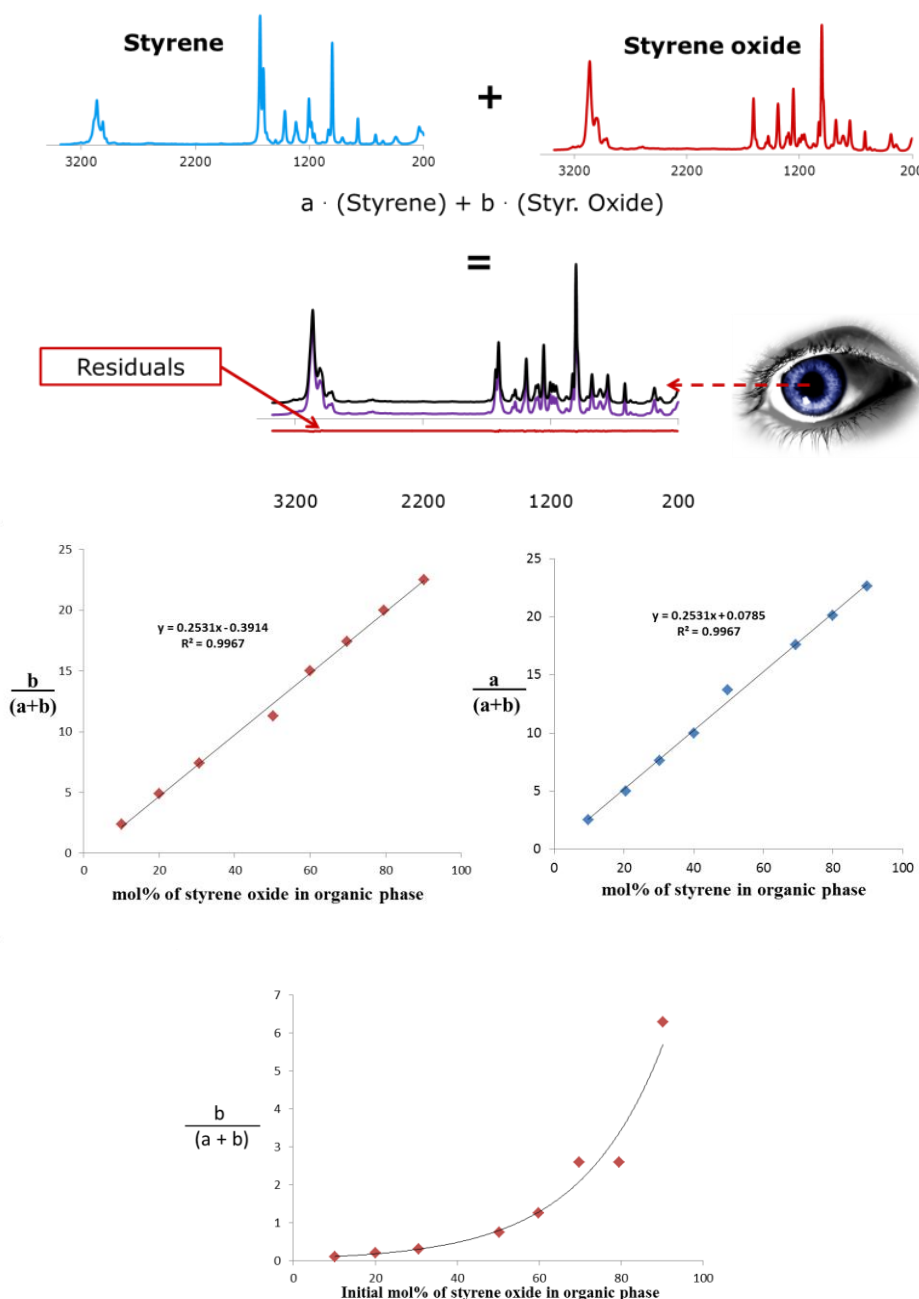 Styrene
Styrene oxide
+
3200 2200 1200 200
3200 2200 1200 200
a · (Styrene) + b · (Styr. Oxide)
=
Residuals
3200 2200 1200 200
25
20
15
10
5
0
y = 0.2531x - 0.3914
R² = 0.9967
b
(a+b)
0 20 40 60 80 100
mol% of styrene oxide in organic phase
25
20
15
10
5
0
y = 0.2531x + 0.0785
R² = 0.9967
a
(a+b)
0 20 40 60 80 100
mol% of styrene in organic phase
7
6
5
4
3
2
1
0
b
(a + b)
0 20 40 60 80 100
Initial mol% of styrene oxide in organic phase